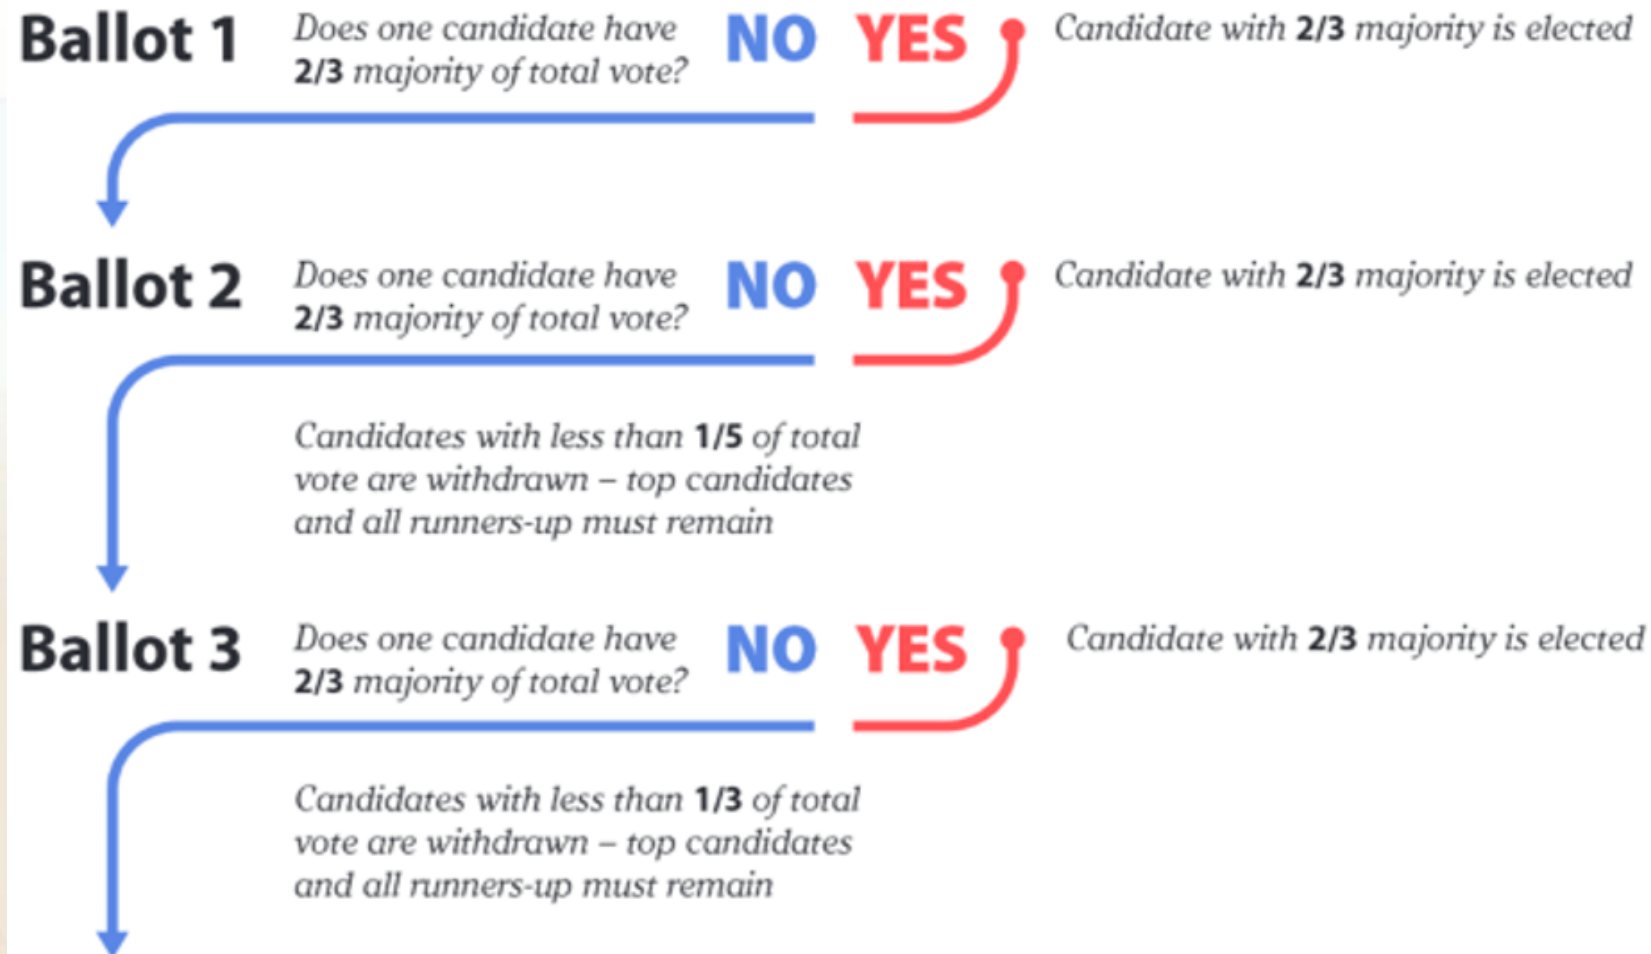 Ballot 1 Does one candidate have NO YES Candidate with 2/3 majority is elected
2/3 majority of total vote?
Ballot 2 Does one candidate have NO YES Candidate with 2/3 majority is elected
2/3 majority of total vote?
Candidates with less than 1/5 of total
vote are withdrawn – top candidates
and all runners-up must remain
Ballot 3 Does one candidate have NO YES Candidate with 2/3 majority is elected
2/3 majority of total vote?
Candidates with less than 1/3 of total
vote are withdrawn – top candidates
and all runners-up must remain